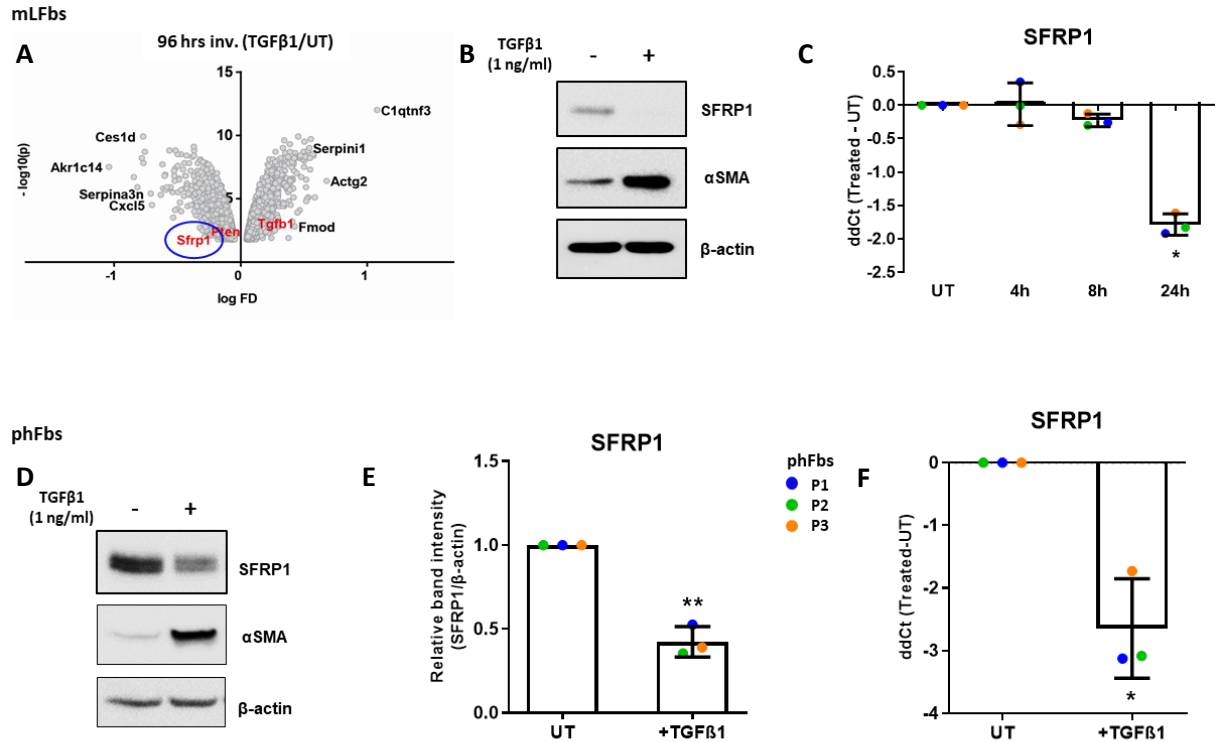 mLFbs
A
96 hrs inv. (TGFβ1/UT)
- log10(p)
15
10
5
C1qtnf3
Ces1d
Serpini1
Akr1c14
Actg2
Serpina3n
Cxcl5
Tgfb1
Fmod
Pten
Sfrp1
-1
0
1
log FD
B
TGFβ1
(1 ng/ml)
-
+
SFRP1
αSMA
β-actin
C
SFRP1
ddCt (Treated - UT)
0.5
0.0
-0.5
-1.0
-1.5
-2.0
-2.5
*
UT
4h
8h
24h
phFbs
D
TGFβ1
(1 ng/ml)
-
+
SFRP1
αSMA
β-actin
E
SFRP1
Relative band intensity
(SFRP1/β-actin)
1.5
1.0
0.5
0.0
**
UT
+TGFß1
phFbs
P1
P2
P3
F
SFRP1
ddCt (Treated-UT)
0
-1
-2
-3
-4
*
UT
+TGFß1